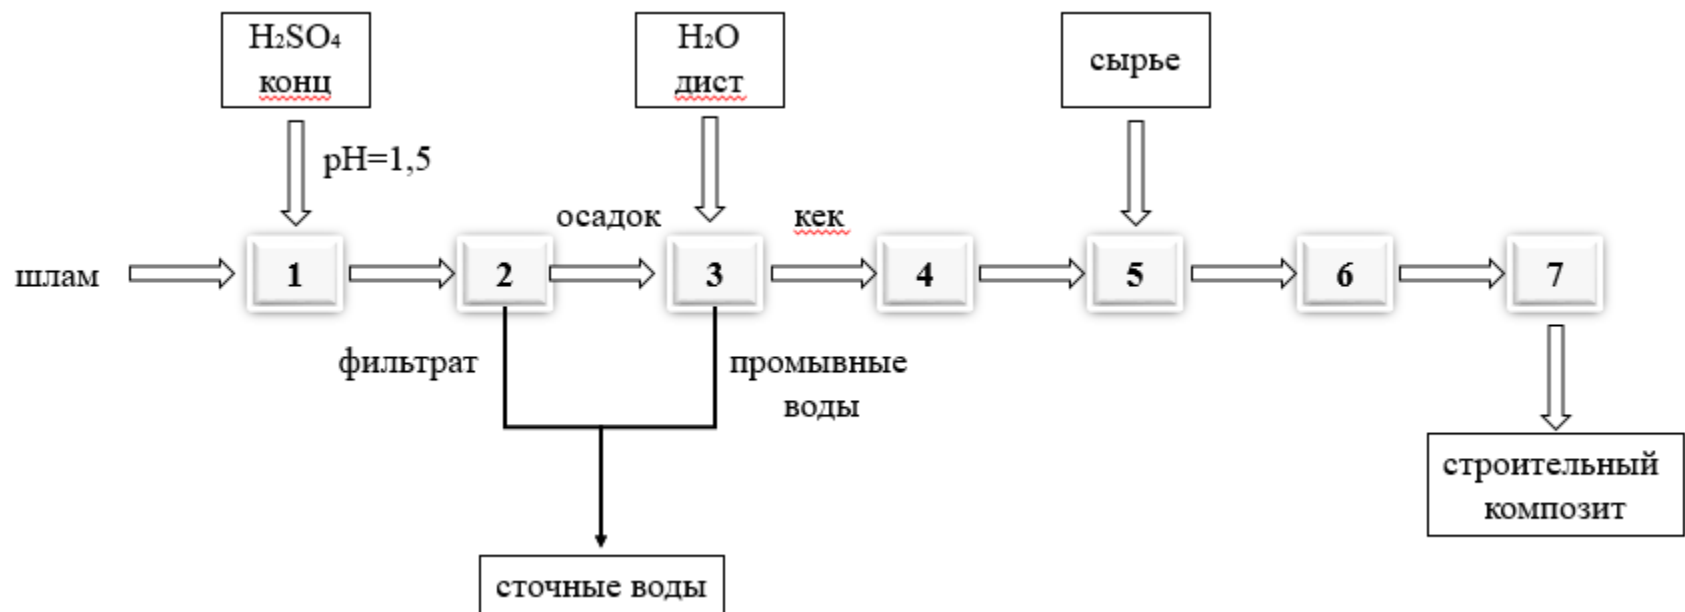 H₂SO₄
конц
H₂O
дист
сырье
pH=1,5
осадок
кек
шлам
1
2
3
4
5
6
7
фильтрат
промывные
воды
строительный
композит
сточные воды